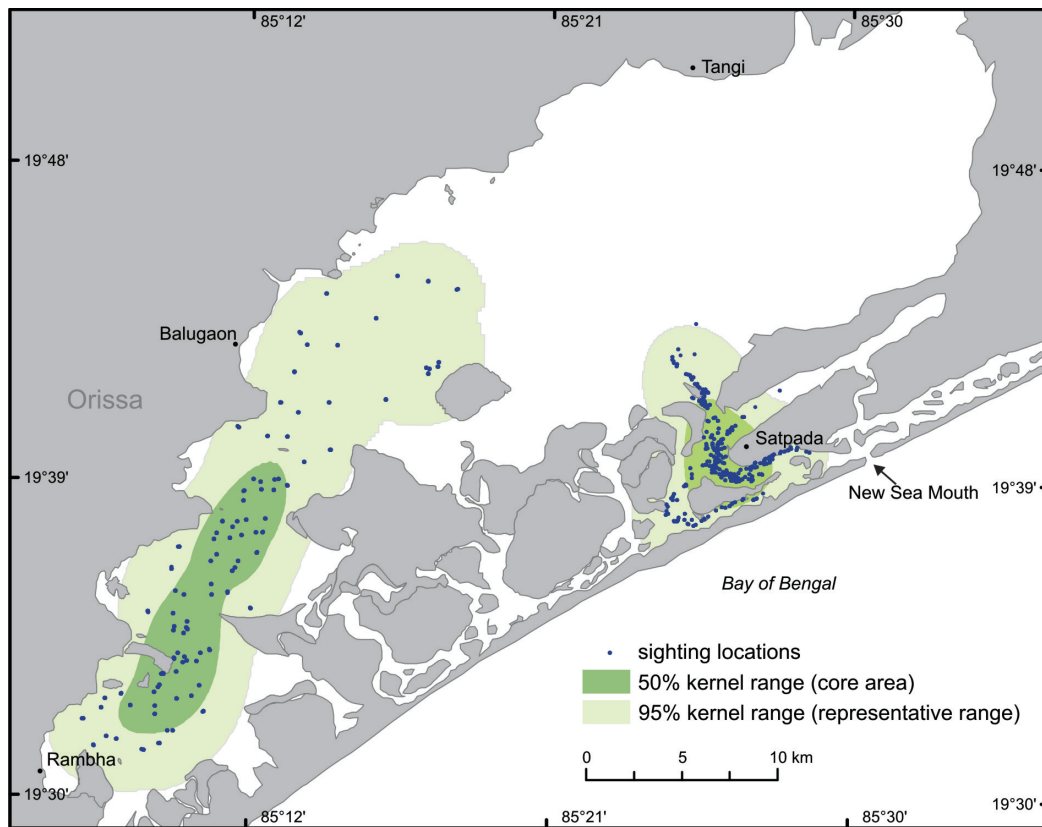 85°12'
85°21'
85°30'
Tangi
19°48'
19°48'
Balugaon
Orissa
Satpada
19°39'
19°39'
New Sea Mouth
Bay of Bengal
sighting locations
50% kernel range (core area)
95% kernel range (representative range)
0 5 10 km
Rambha
19°30'
19°30'
85°12'
85°21'
85°30'